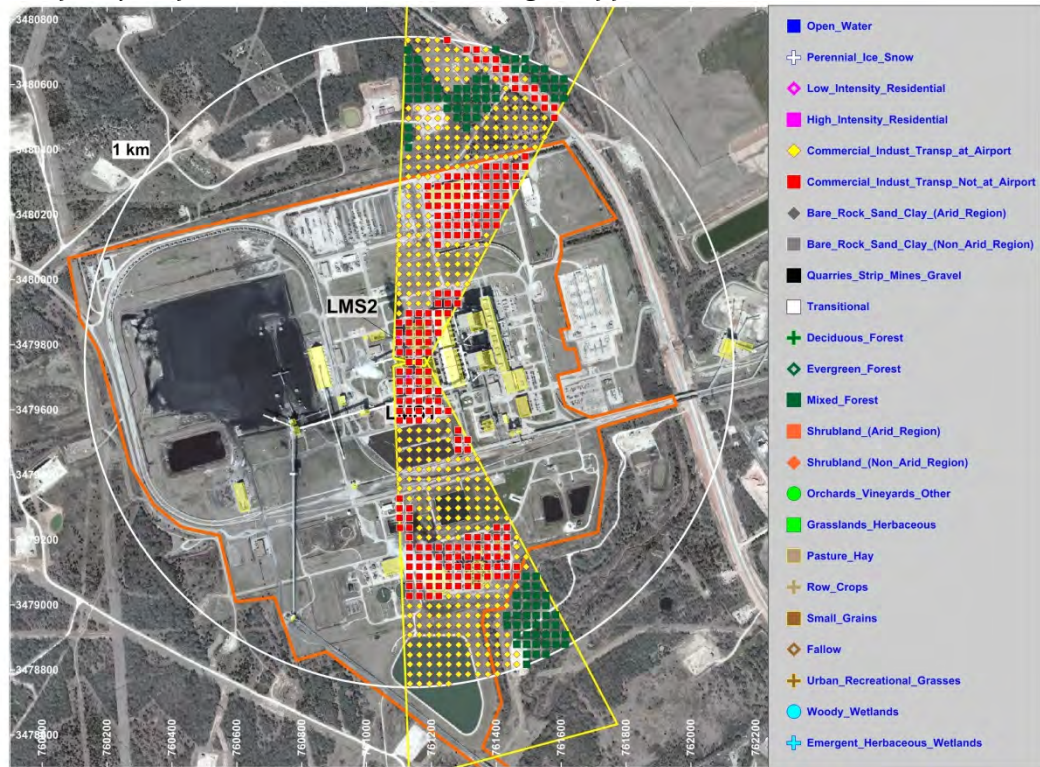 3480800
3480600
3480400
3480200
3480000
3479800
3479600
3479200
3479000
3478800
3478600
1 km
LMS2
760000
760200
760400
760600
760800
761000
761200
761400
761600
761800
762000
762200
Open_Water
Perennial_Ice_Snow
Low_Intensity_Residential
High_Intensity_Residential
Commercial_Indust_Transp_at_Airport
Commercial_Indust_Transp_Not_at_Airport
Bare_Rock_Sand_Clay_(Arid_Region)
Bare_Rock_Sand_Clay_(Non_Arid_Region)
Quarries_Strip_Mines_Gravel
Transitional
Deciduous_Forest
Evergreen_Forest
Mixed_Forest
Shrubland_(Arid_Region)
Shrubland_(Non_Arid_Region)
Orchards_Vineyards_Other
Grasslands_Herbaceous
Pasture_Hay
Row_Crops
Small_Grains
Fallow
Urban_Recreational_Grasses
Woody_Wetlands
Emergent_Herbaceous_Wetlands